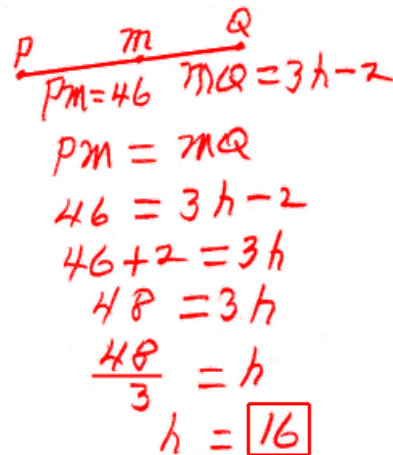 P m Q
Pm=46 mQ=3h-2
Pm = mQ
46 = 3h-2
46+2=3h
48 =3h
48/3 = h
h = 16